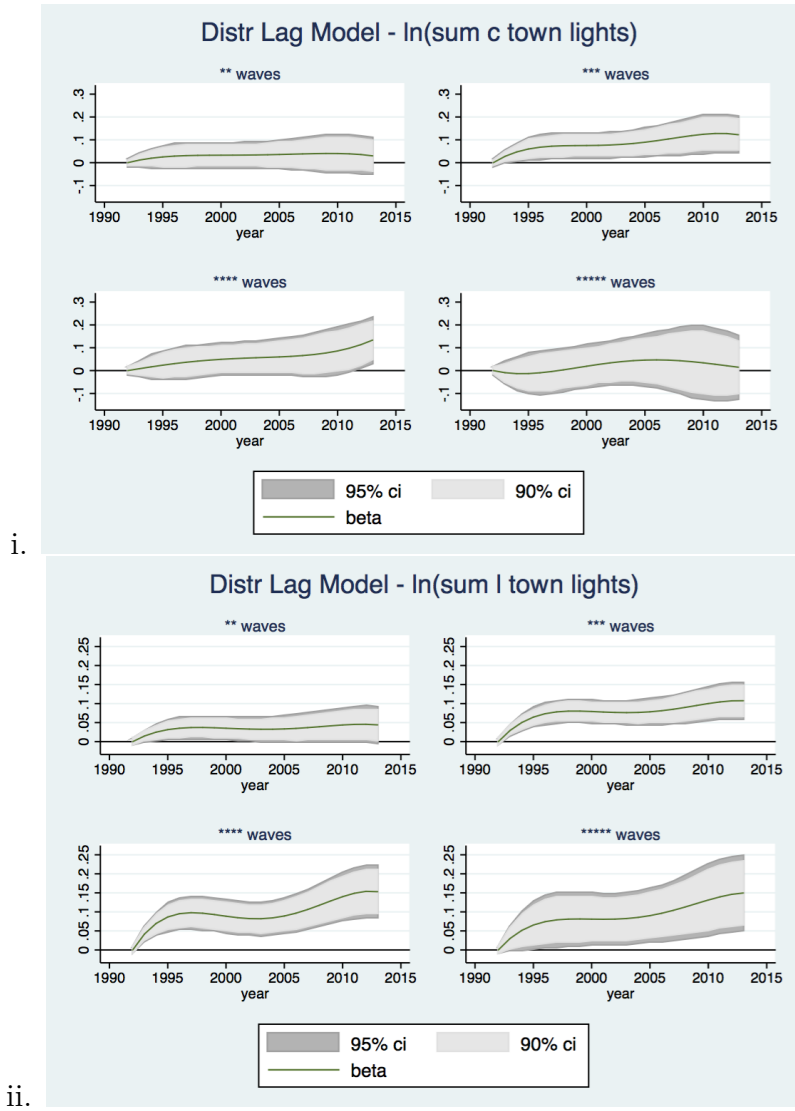 Distr Lag Model - ln(sum c town lights)
** waves
-.1 0 .1 .2 .3
1990 1995 2000 2005 2010 2015
year
*** waves
-.1 0 .1 .2 .3
1990 1995 2000 2005 2010 2015
year
**** waves
-.1 0 .1 .2 .3
1990 1995 2000 2005 2010 2015
year
***** waves
-.1 0 .1 .2 .3
1990 1995 2000 2005 2010 2015
year
95% ci 90% ci
beta
i.
Distr Lag Model - ln(sum l town lights)
** waves
0 .05 .1 .15 .2 .25
1990 1995 2000 2005 2010 2015
year
*** waves
0 .05 .1 .15 .2 .25
1990 1995 2000 2005 2010 2015
year
**** waves
0 .05 .1 .15 .2 .25
1990 1995 2000 2005 2010 2015
year
***** waves
0 .05 .1 .15 .2 .25
1990 1995 2000 2005 2010 2015
year
95% ci 90% ci
beta
ii.